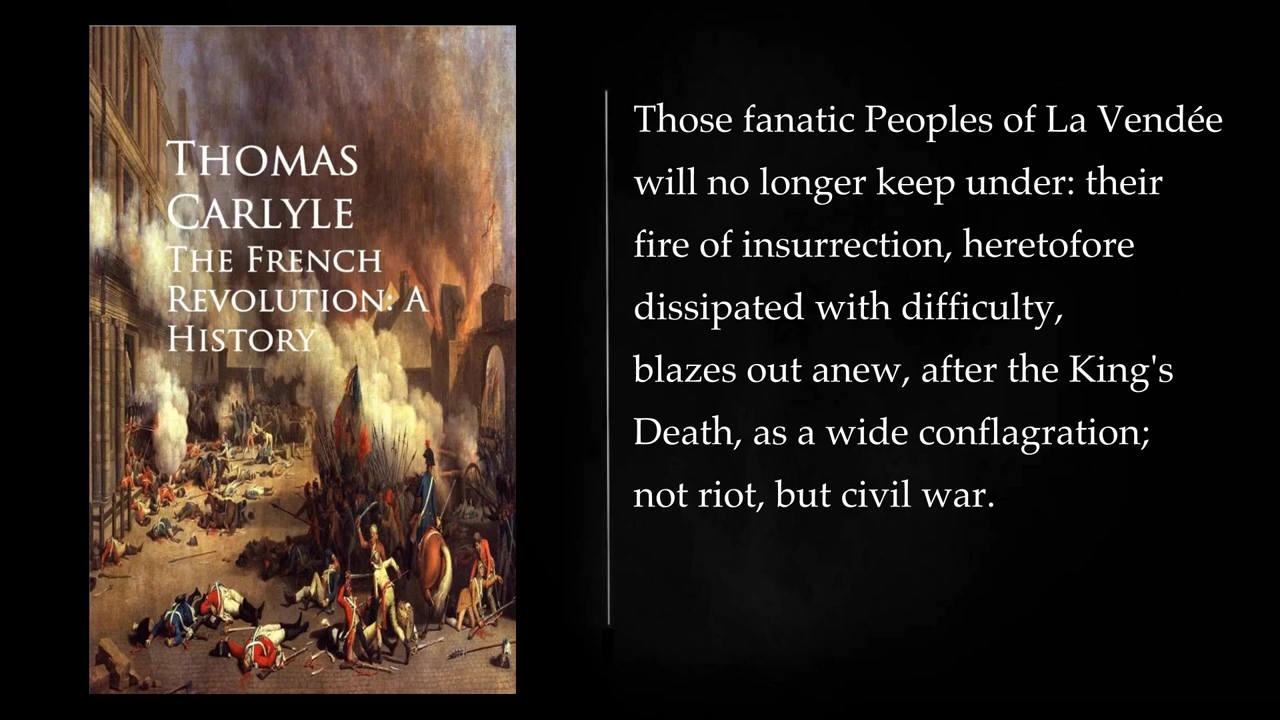 THOMAS
CARLYLE
THE FRENCH
REVOLUTION: A
HISTORY
Those fanatic Peoples of La Vendée
will no longer keep under: their
fire of insurrection, heretofore
dissipated with difficulty,
blazes out anew, after the King's
Death, as a wide conflagration;
not riot, but civil war.